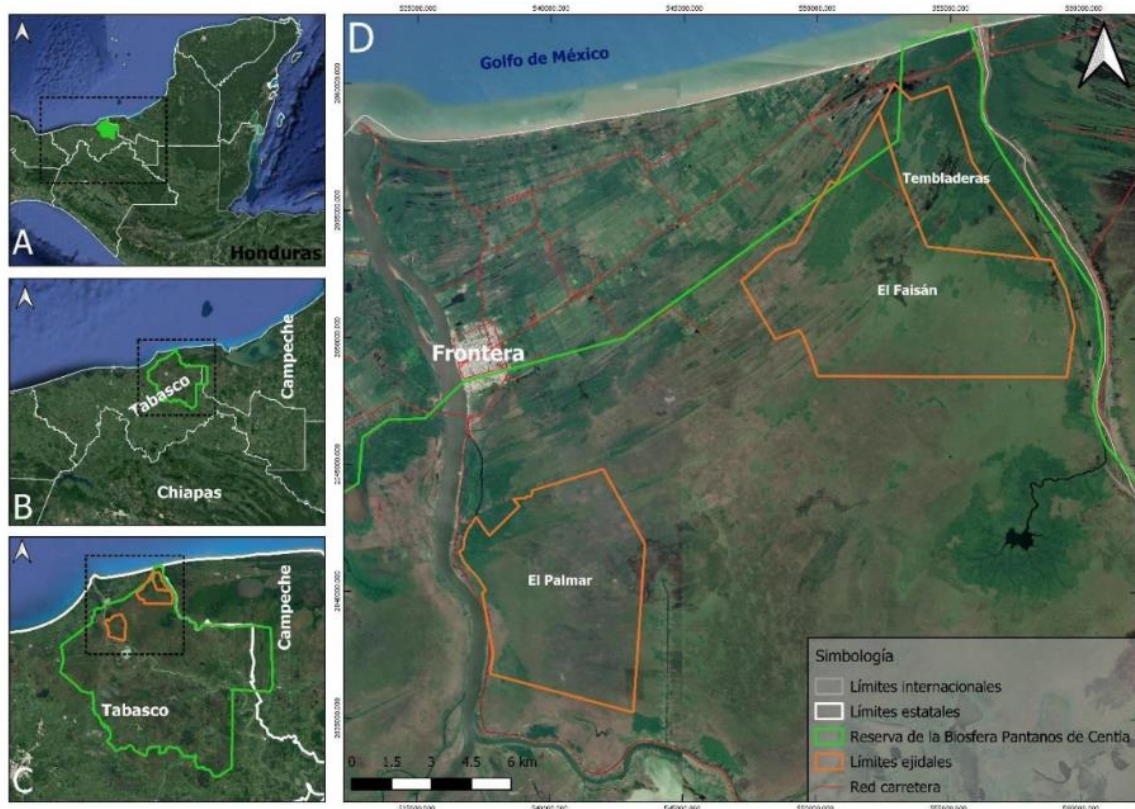 A
Honduras
B
Campeche
Tabasco
Chiapas
C
Campeche
Tabasco
D
Golfo de México
Tembladeras
El Faisán
Frontera
El Palmar
0 1.5 3 4.5 6 km
Simbología
Límites internacionales
Límites estatales
Reserva de la Biosfera Pantanos de Centla
Límites ejidales
Red carretera